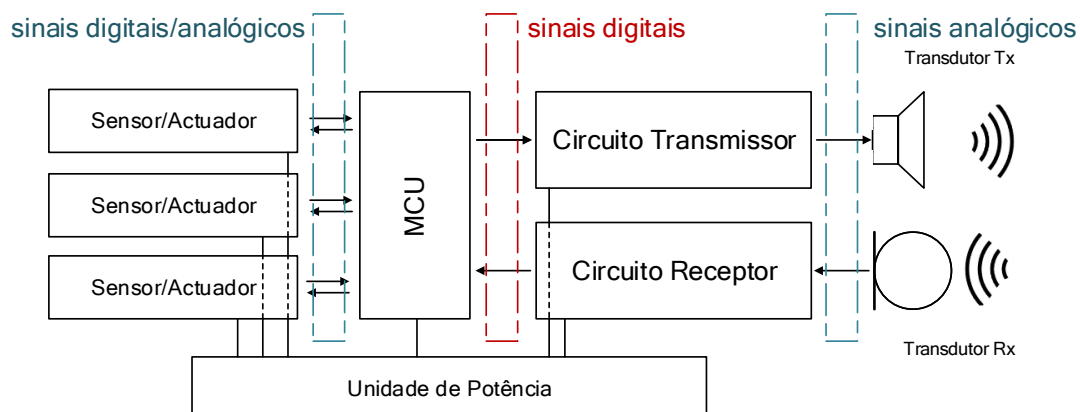 sinais digitais/analógicos
sinais digitais
sinais analógicos
Transdutor Tx
Sensor/Actuador
Sensor/Actuador
Sensor/Actuador
MCU
Circuito Transmissor
Circuito Receptor
Transdutor Rx
Unidade de Potência